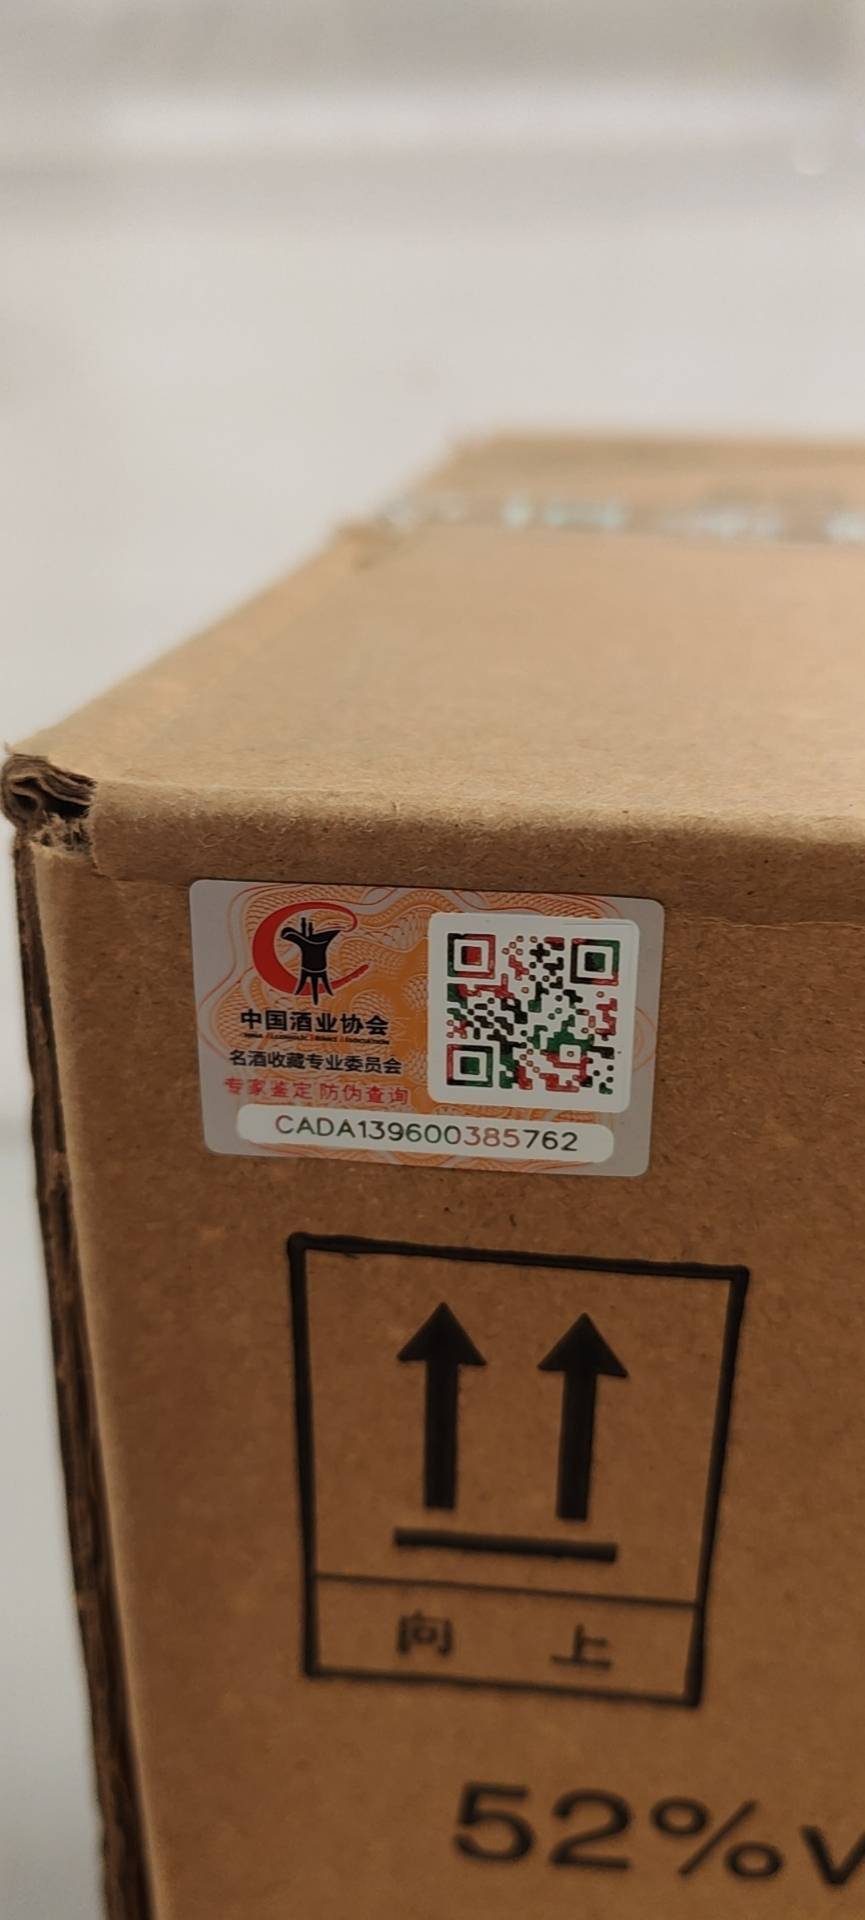 中国酒业协会
名酒收藏专业委员会
专家鉴定 防伪查询
CADA139600385762
向 上
52%v